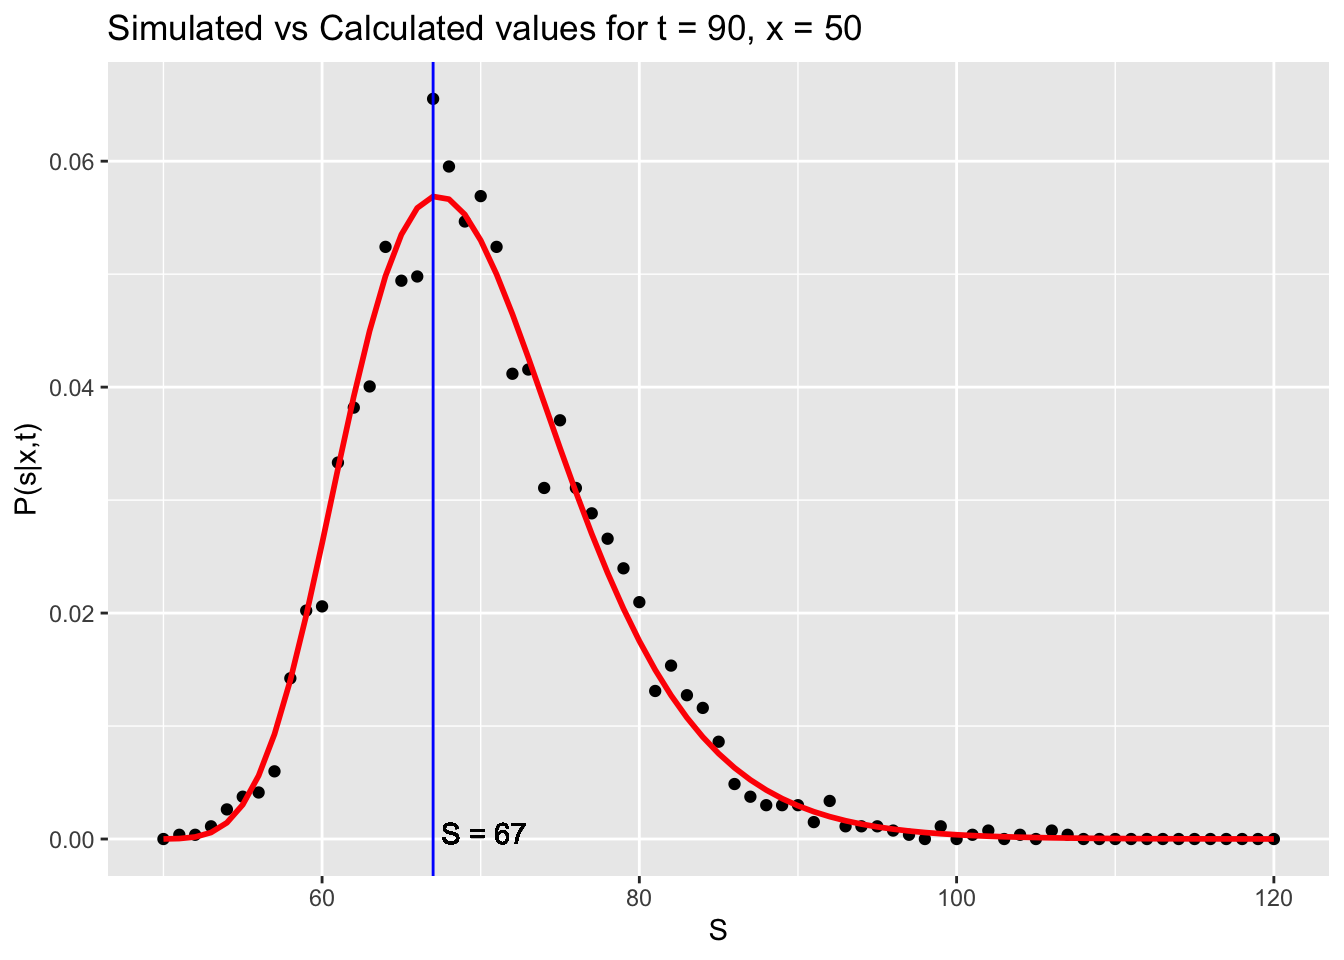 Simulated vs Calculated values for t = 90, x = 50
0.06
0.04
0.02
0.00
P(s|x,t)
S = 67
60
80
100
120
S